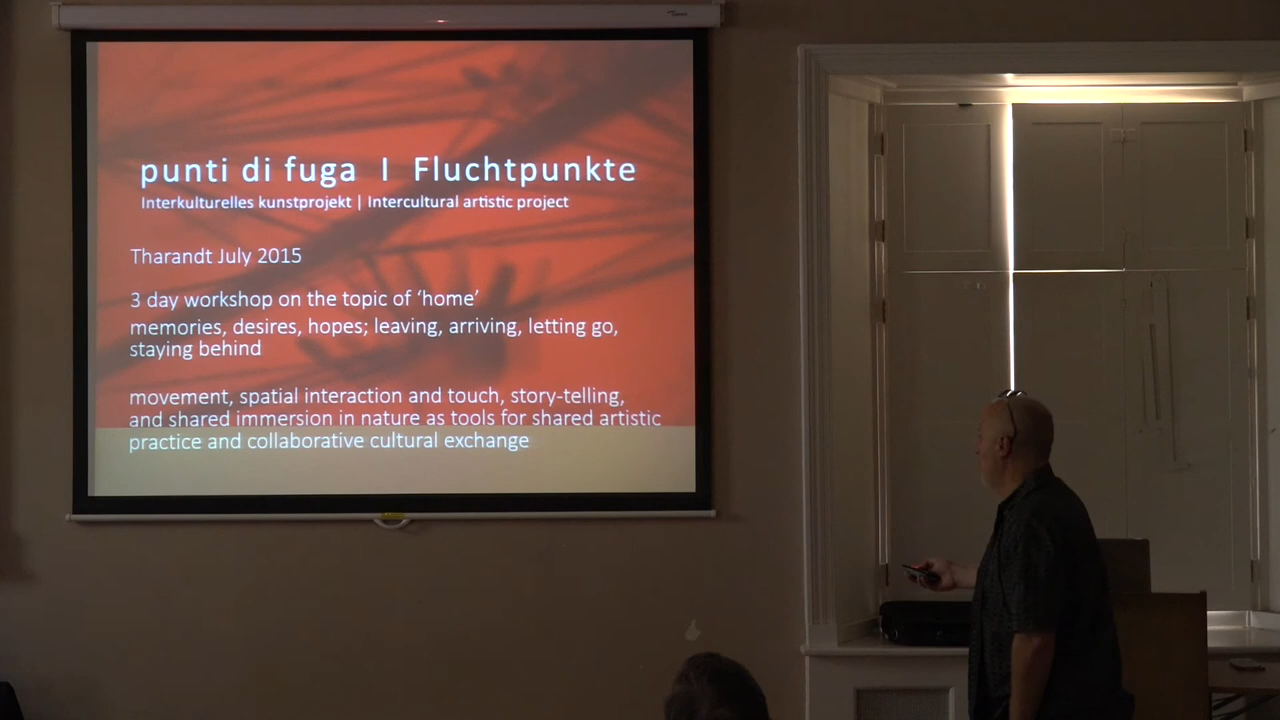 punti di fuga I Fluchtpunkte
Interkulturelles kunstprojekt | Intercultural artistic project
Tharandt July 2015
3 day workshop on the topic of ‘home’
memories, desires, hopes; leaving, arriving, letting go,
staying behind
movement, spatial interaction and touch, story-telling,
and shared immersion in nature as tools for shared artistic
practice and collaborative cultural exchange